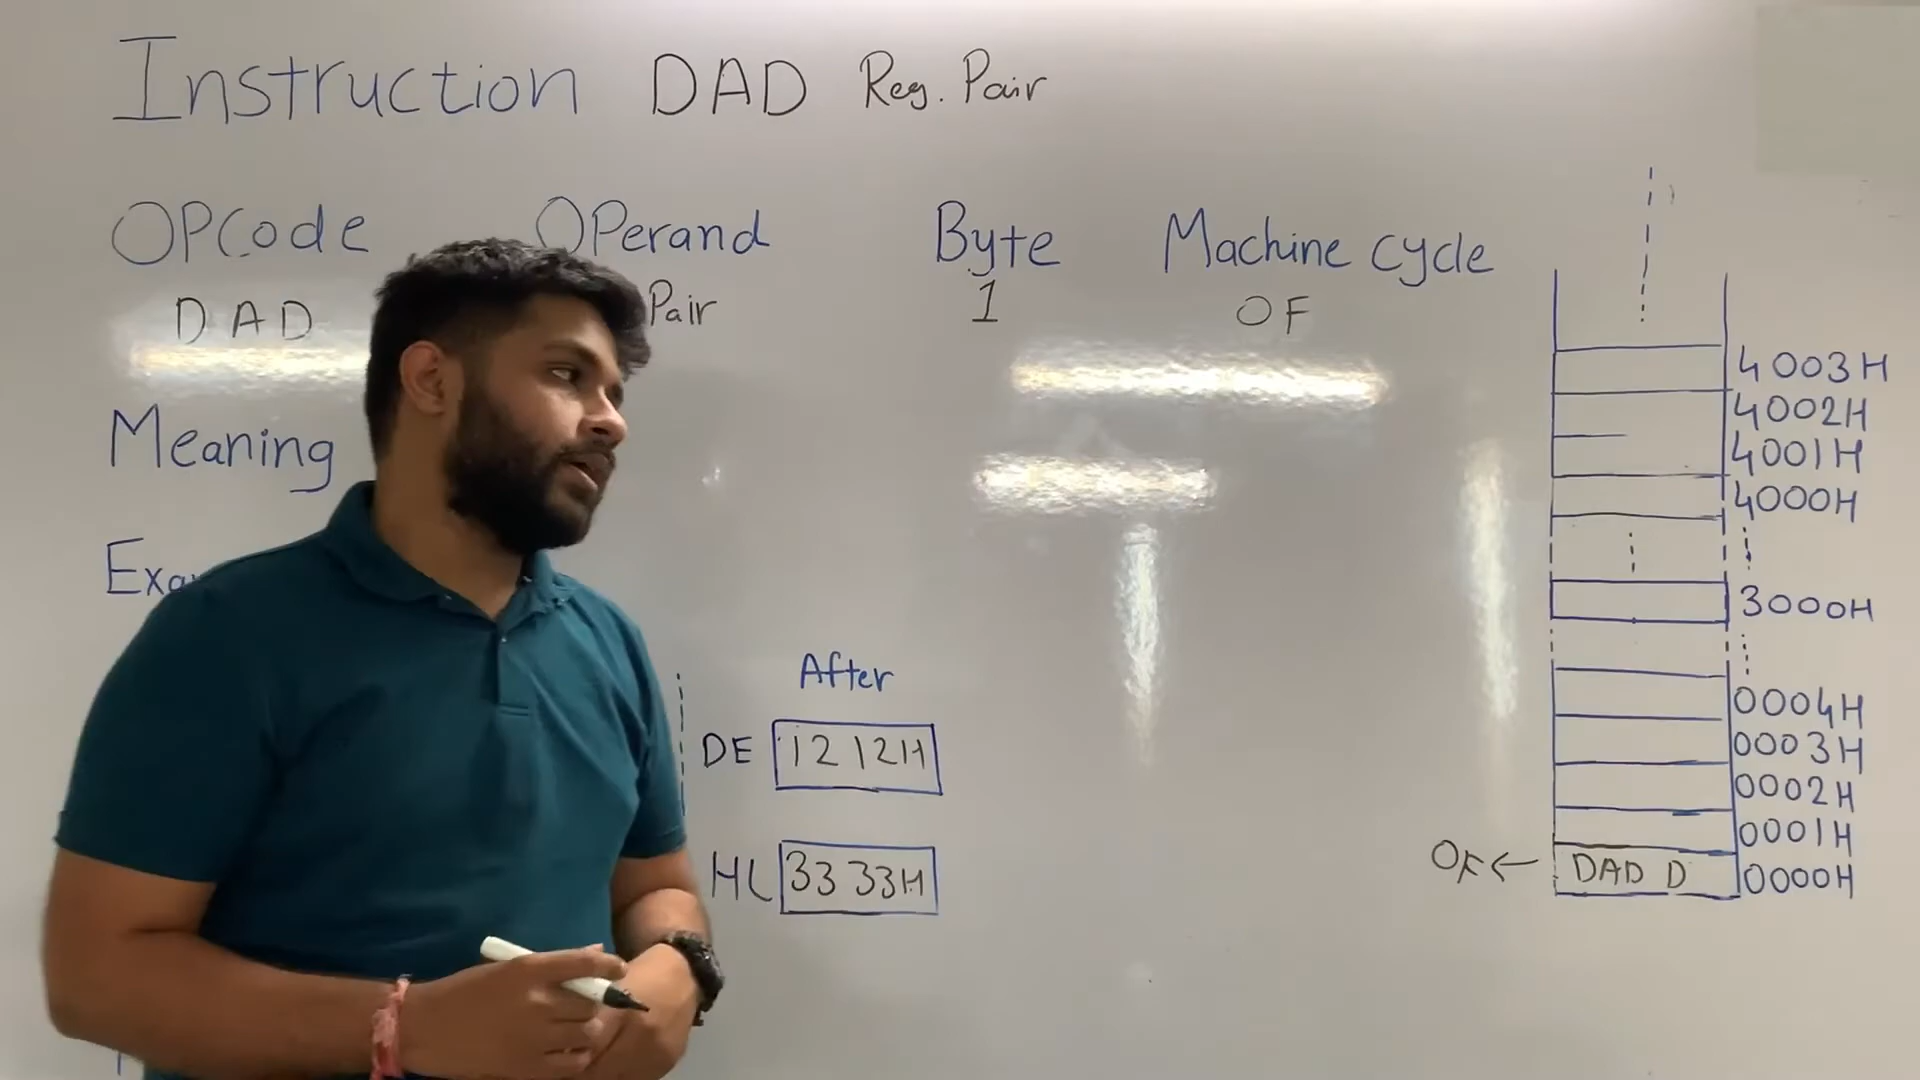 Instruction DAD Reg. Pair
OPCode OPerand Byte Machine cycle
DAD Pair 1 OF
Meaning
Exa
After
DE 1212H
HL 3333H
4003H
4002H
4001H
4000H
3000H
0004H
0003H
0002H
0001H
OF← DAD D 0000H